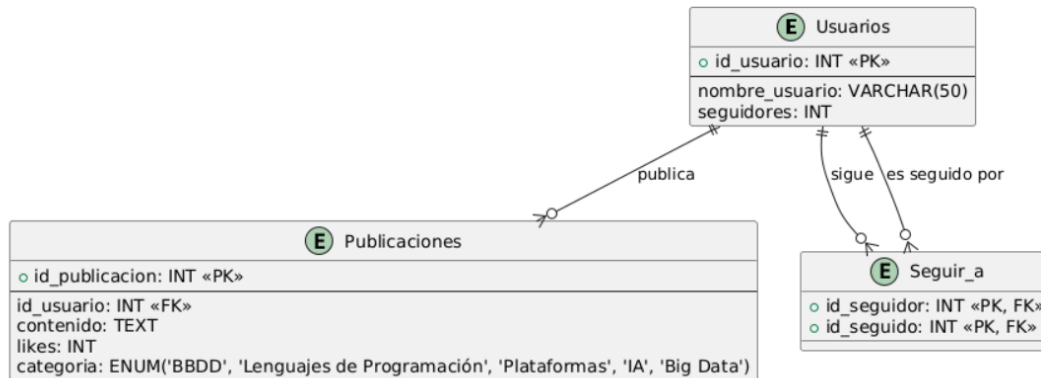 E Usuarios
id_usuario: INT «PK»
nombre_usuario: VARCHAR(50)
seguidores: INT
publica
sigue
es seguido por
E Publicaciones
id_publicacion: INT «PK»
id_usuario: INT «FK»
contenido: TEXT
likes: INT
categoria: ENUM('BBDD', 'Lenguajes de Programación', 'Plataformas', 'IA', 'Big Data')
E Seguir_a
id_seguidor: INT «PK, FK»
id_seguido: INT «PK, FK»